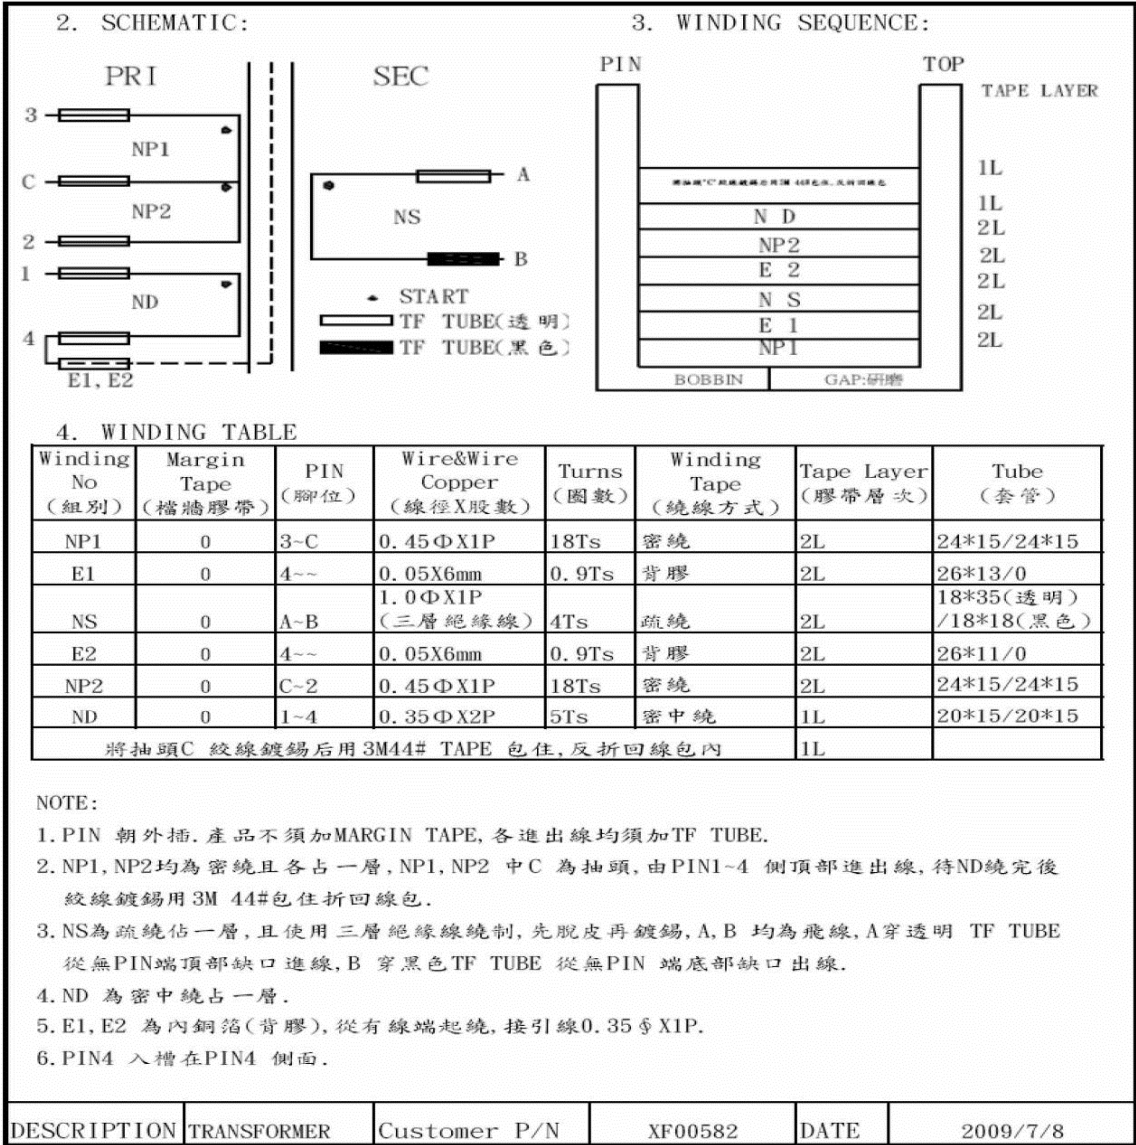 2. SCHEMATIC:
3. WINDING SEQUENCE:
PRI
SEC
3
NP1
C
NP2
2
1
ND
4
E1, E2
A
NS
B
START
TF TUBE(透明)
TF TUBE(黑色)
PIN
TOP
TAPE LAYER
1L
1L
N D
2L
NP2
2L
E 2
2L
N S
2L
E 1
2L
NP1
BOBBIN
GAP:研磨
4. WINDING TABLE
Winding No (組別) Margin Tape (檔牆膠帶) PIN (腳位) Wire&Wire Copper (線徑X股數) Turns (圈數) Winding Tape (繞線方式) Tape Layer (膠帶層次) Tube (套管)
NP1 0 3~C 0.45ΦX1P 18Ts 密繞 2L 24*15/24*15
E1 0 4~~ 0.05X6mm 0.9Ts 背膠 2L 26*13/0
NS 0 A~B 1.0ΦX1P (三層絕緣線) 4Ts 疏繞 2L 18*35(透明) /18*18(黑色)
E2 0 4~~ 0.05X6mm 0.9Ts 背膠 2L 26*11/0
NP2 0 C~2 0.45ΦX1P 18Ts 密繞 2L 24*15/24*15
ND 0 1~4 0.35ΦX2P 5Ts 密中繞 1L 20*15/20*15
將抽頭C 絞線鍍錫后用3M44# TAPE 包住,反折回線包內 1L
NOTE:
1.PIN 朝外插.產品不須加MARGIN TAPE,各進出線均須加TF TUBE.
2.NP1,NP2均為密繞且各占一層,NP1,NP2 中C 為抽頭,由PIN1~4 側頂部進出線,待ND繞完後
絞線鍍錫用3M 44#包住折回線包.
3.NS為疏繞佔一層,且使用三層絕緣線繞制,先脫皮再鍍錫,A,B 均為飛線,A穿透明 TF TUBE
從無PIN端頂部缺口進線,B 穿黑色TF TUBE 從無PIN 端底部缺口出線.
4.ND 為密中繞占一層.
5.E1,E2 為內銅箔(背膠),從有線端起繞,接引線0.35∮X1P.
6.PIN4 入槽在PIN4 側面.
DESCRIPTION TRANSFORMER Customer P/N XF00582 DATE 2009/7/8